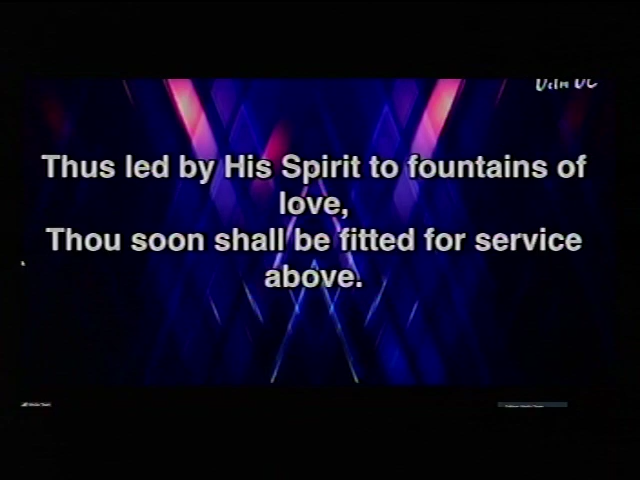 Thus led by His Spirit to fountains of
love,
Thou soon shall be fitted for service
above.